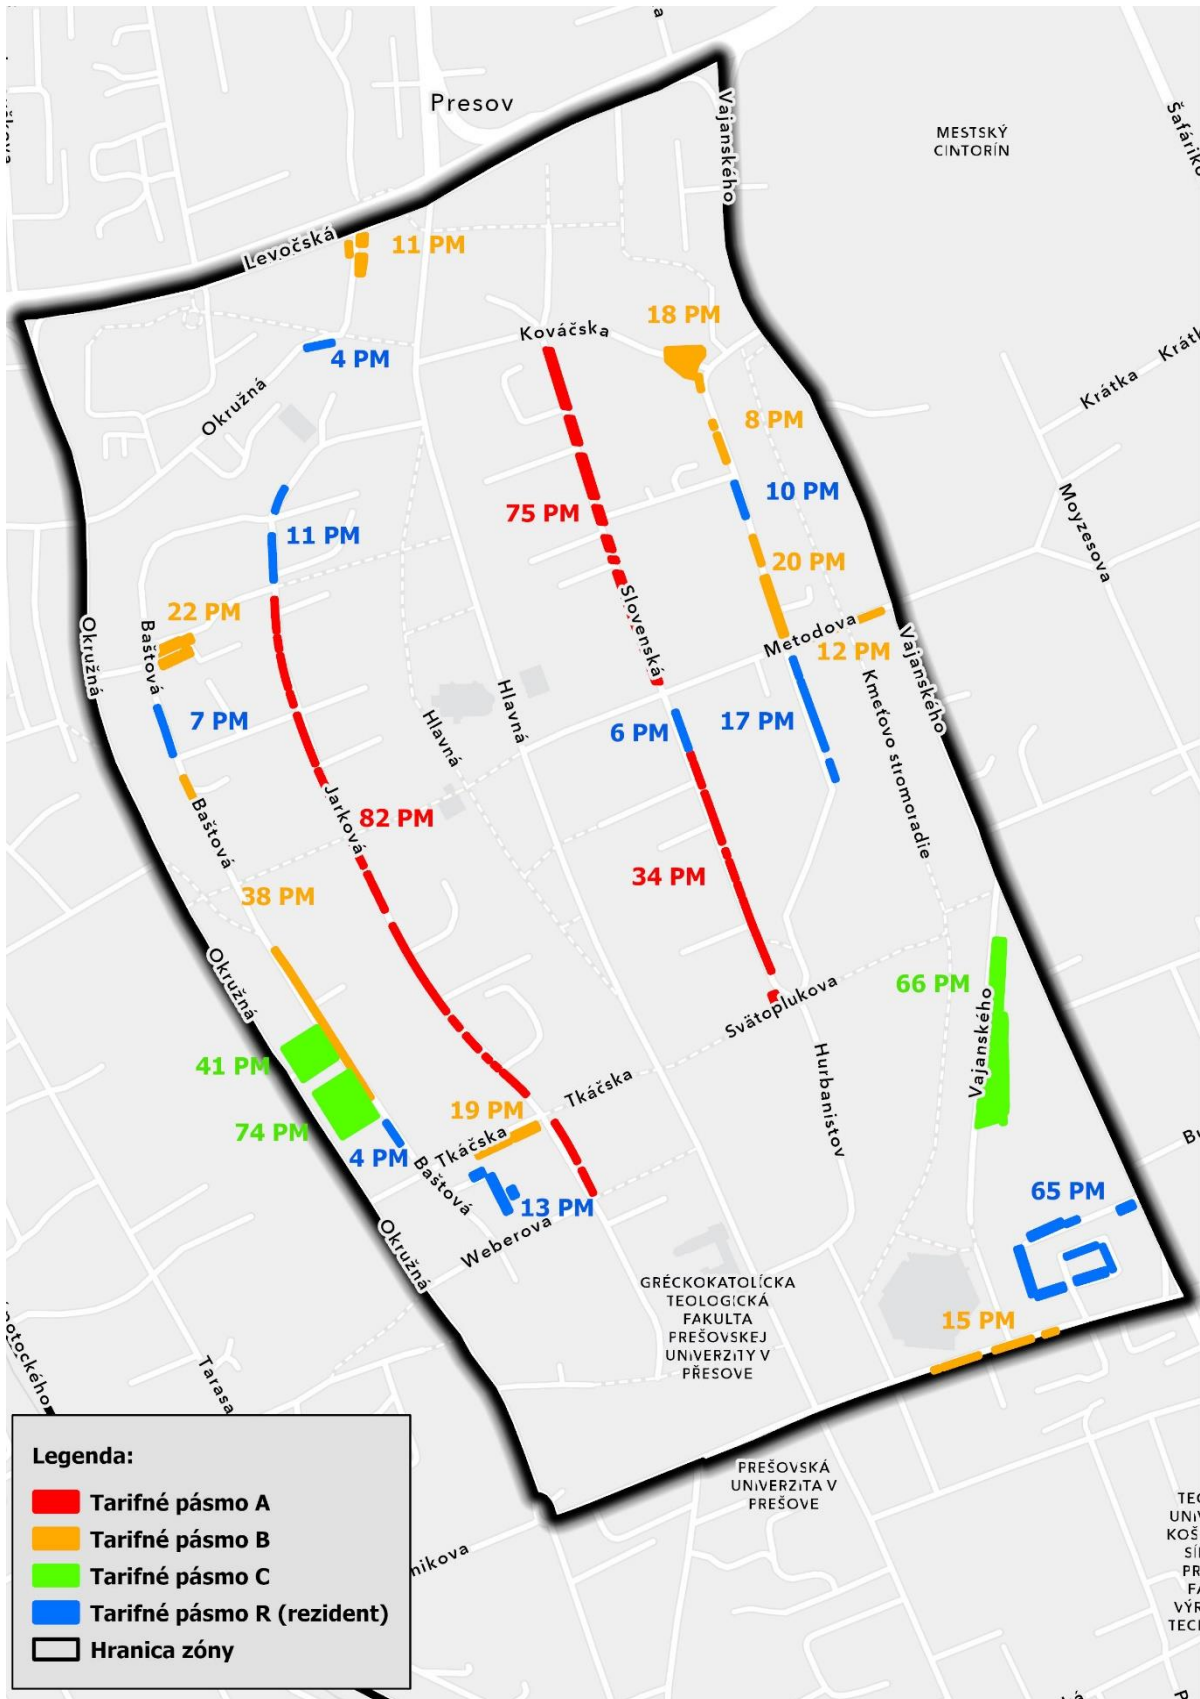 Presov
Vajanského
MESTSKÝ
CINTORÍN
Levočská
11 PM
18 PM
Kováčska
4 PM
Okružná
Krátka
8 PM
10 PM
75 PM
11 PM
Moyzesova
20 PM
22 PM
Slovenská
Metodova
12 PM
Okružná
Baštová
Vajanského
Hlavná
Hlavná
7 PM
6 PM
17 PM
Kmeťovo stromoradie
Jarková
82 PM
Baštová
34 PM
38 PM
Okružná
66 PM
Svätoplukova
Vajanského
41 PM
Hurbanistov
Tkáčska
19 PM
74 PM
Tkáčska
4 PM
Baštová
13 PM
65 PM
Weberova
Okružná
GRÉCKOKATOLÍCKA
TEOLOGICKÁ
FAKULTA
PREŠOVSKEJ
UNIVERZITY V
PREŠOVE
15 PM
Tarasa
PREŠOVSKÁ
UNIVERZITA V
PREŠOVE
Legenda:
Tarifné pásmo A
Tarifné pásmo B
Tarifné pásmo C
Tarifné pásmo R (rezident)
Hranica zóny